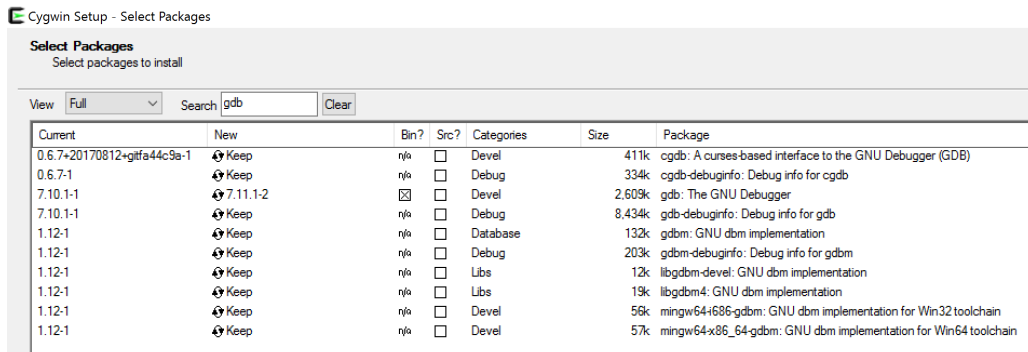 Cygwin Setup - Select Packages
Select Packages
Select packages to install
View Full Search gdb Clear
Current New Bin? Src? Categories Size Package
0.6.7+20170812+gitfa44c9a-1 Keep n/a Devel 411k cgdb: A curses-based interface to the GNU Debugger (GDB)
0.6.7-1 Keep n/a Debug 334k cgdb-debuginfo: Debug info for cgdb
7.10.1-1 7.11.1-2 Devel 2,609k gdb: The GNU Debugger
7.10.1-1 Keep n/a Debug 8,434k gdb-debuginfo: Debug info for gdb
1.12-1 Keep n/a Database 132k gdbm: GNU dbm implementation
1.12-1 Keep n/a Debug 203k gdbm-debuginfo: Debug info for gdbm
1.12-1 Keep n/a Libs 12k libgdbm-devel: GNU dbm implementation
1.12-1 Keep n/a Libs 19k libgdbm4: GNU dbm implementation
1.12-1 Keep n/a Devel 56k mingw64-i686-gdbm: GNU dbm implementation for Win32 toolchain
1.12-1 Keep n/a Devel 57k mingw64-x86_64-gdbm: GNU dbm implementation for Win64 toolchain